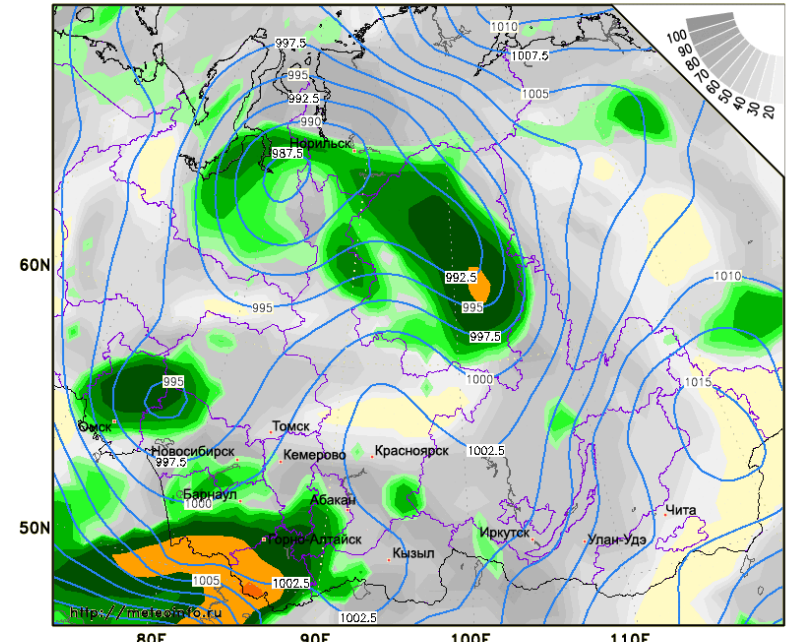 1010
997.5
1007.5
100
90
80
70
60
50
40
30
20
995
992.5
1005
990
Норильск
987.5
60N
992.5
1010
995
995
997.5
1000
995
1015
Омск
Томск
1002.5
Новосибирск
Кемерово
Красноярск
997.5
Барнаул
1000
Абакан
Чита
50N
Горно-Алтайск
Иркутск
Улан-Удэ
Кызыл
1005
1002.5
http://meteoinfo.ru
1002.5
80E
90E
100E
110E